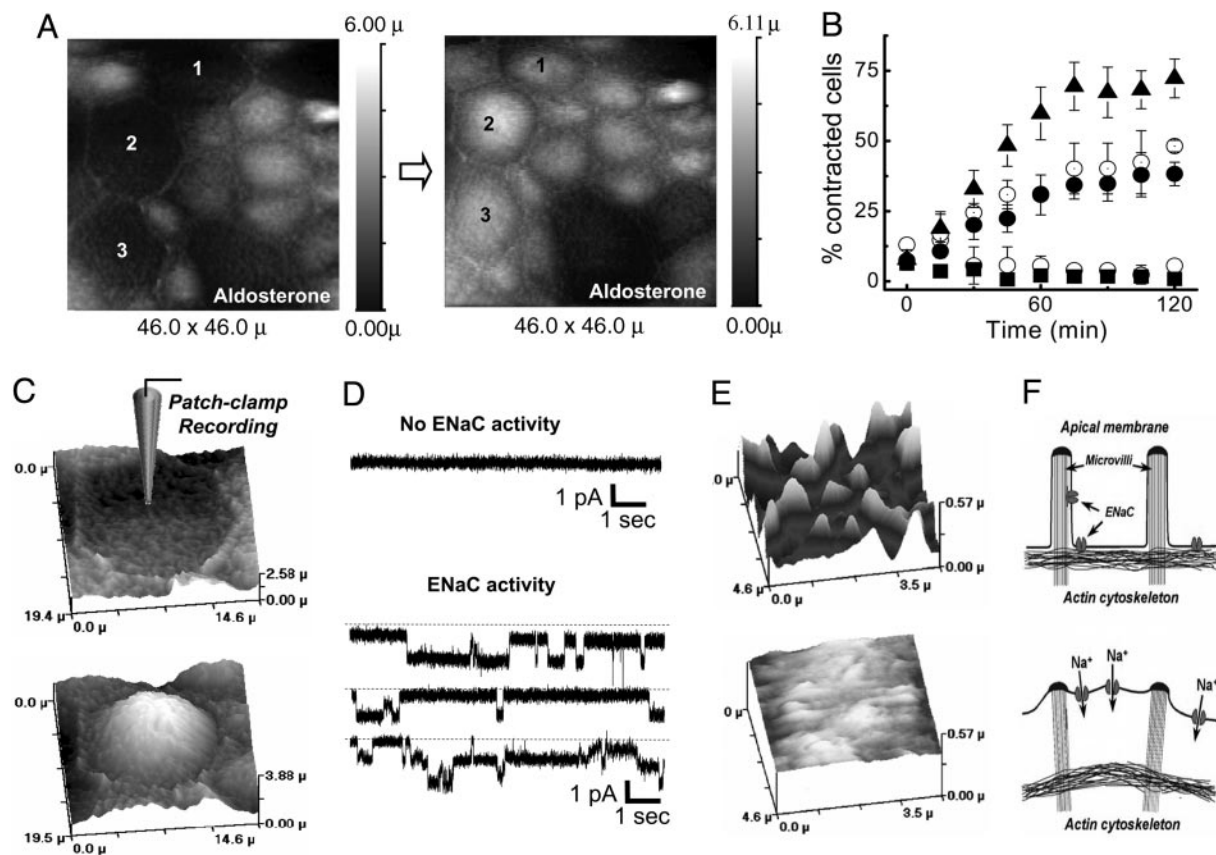 A
1
2
3
Aldosterone
46.0 x 46.0 μ
6.00 μ
0.00μ
1
2
3
Aldosterone
46.0 x 46.0 μ
6.11 μ
0.00μ
B
% contracted cells
75
50
25
0
0
60
120
Time (min)
C
Patch-clamp
Recording
0.0 μ
2.58 μ
0.00 μ
19.4 μ
0.0 μ
14.6 μ
0.0 μ
3.88 μ
0.00 μ
19.5 μ
0.0 μ
14.6 μ
D
No ENaC activity
1 pA
1 sec
ENaC activity
1 pA
1 sec
E
0 μ
0.57 μ
0.00 μ
4.6 μ
0.0 μ
3.5 μ
0 μ
0.57 μ
0.00 μ
4.6 μ
0.0 μ
3.5 μ
F
Apical membrane
Microvilli
ENaC
Actin cytoskeleton
Na⁺
Na⁺
Na⁺
Actin cytoskeleton